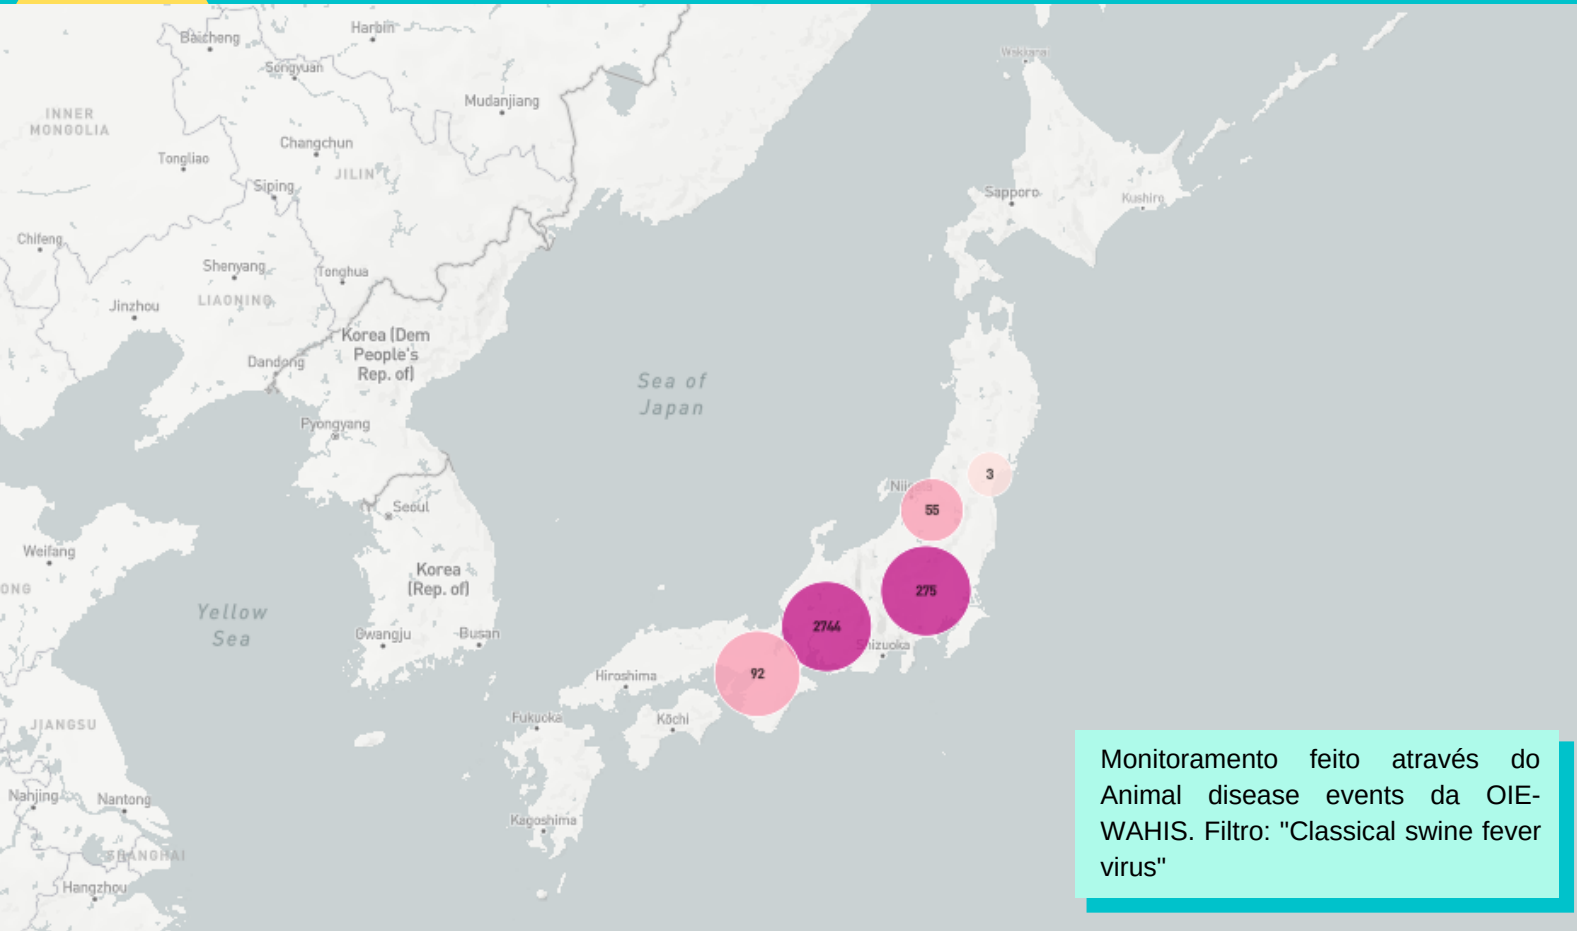 Harbin
Baicheng
Songyuan
Wakkanai
Mudanjiang
INNER
MONGOLIA
Changchun
Tongliao
JILIN
Siping
Sapporo
Kushiro
Chifeng
Shenyang
Tonghua
LIAONING
Jinzhou
Korea (Dem
People's
Rep. of)
Dandong
Sea of
Japan
Pyongyang
3
55
Seoul
Weifang
Korea
(Rep. of)
275
Yellow
Sea
2744
Gwangju
Busan
Shizuoka
92
Hiroshima
JIANGSU
Fukuoka
Kōchi
Monitoramento feito através do
Animal disease events da OIE-
WAHIS. Filtro: "Classical swine fever
virus"
Nanjing
Nantong
Kagoshima
SHANGHAI
Hangzhou